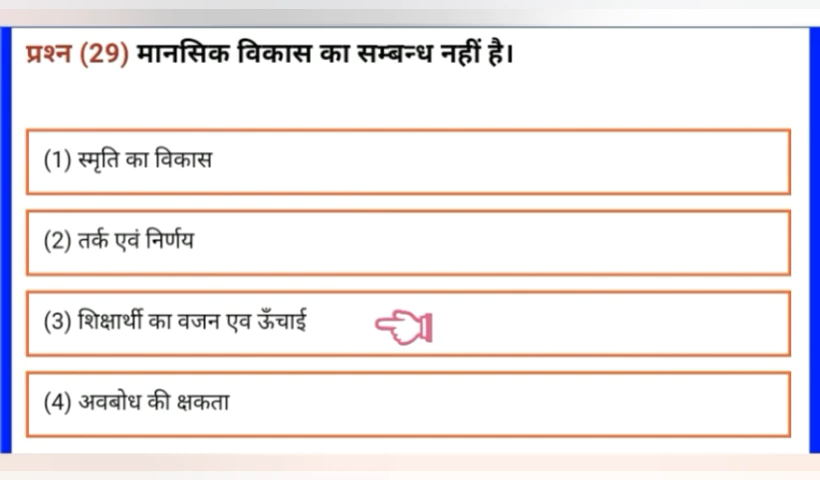 प्रश्न (29) मानसिक विकास का सम्बन्ध नहीं है।
(1) स्मृति का विकास
(2) तर्क एवं निर्णय
(3) शिक्षार्थी का वजन एव ऊँचाई
(4) अवबोध की क्षकता